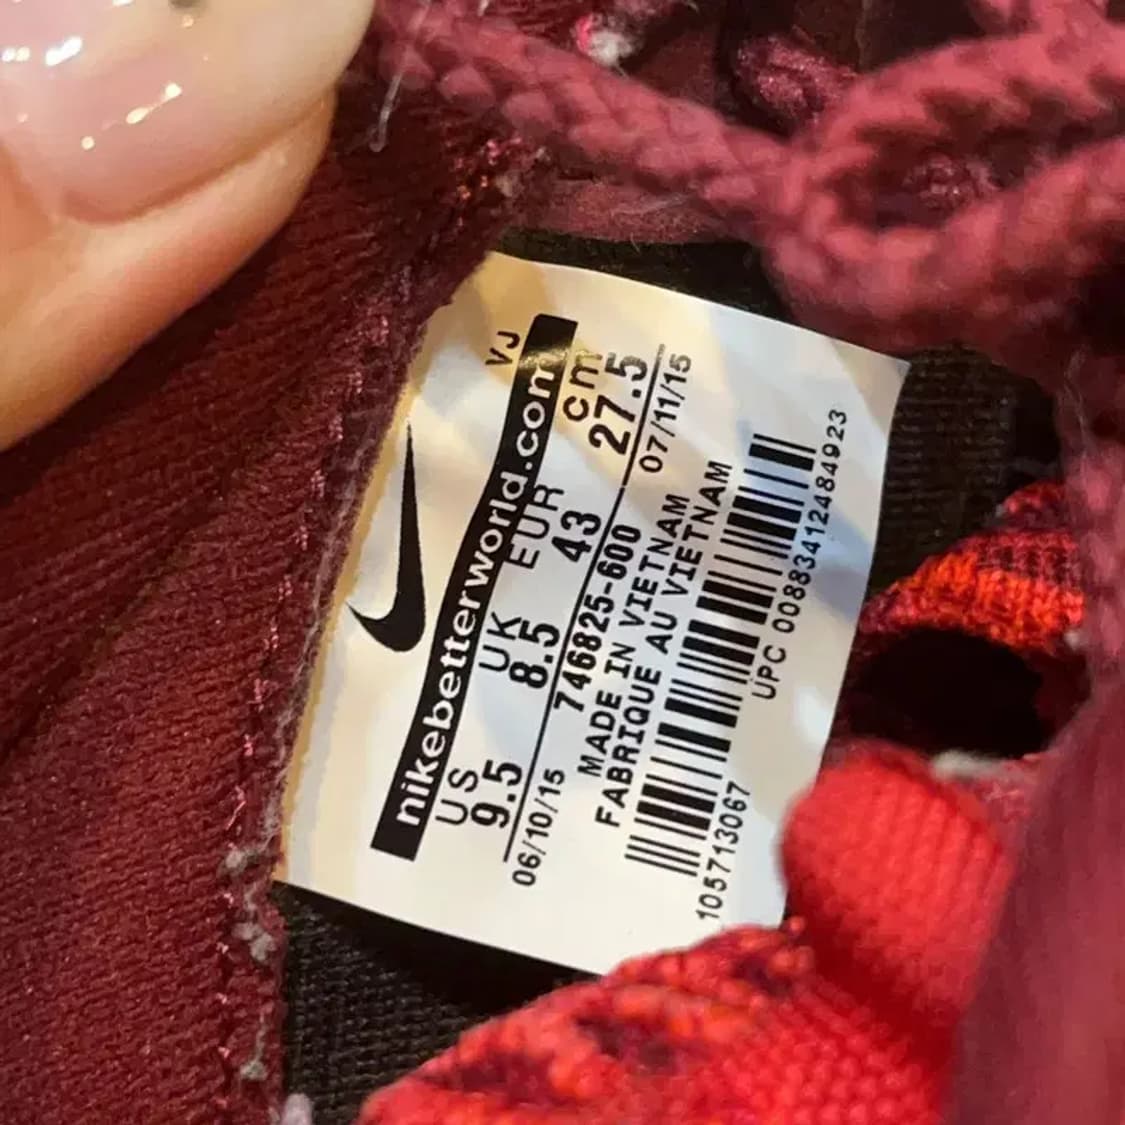 VJ
nikebetterworld.com
US UK EUR cm
9.5 8.5 43 27.5
06/10/15 746825-600 07/11/15
MADE IN VIETNAM
FABRIQUE AU VIETNAM
105713067 UPC 00883412484923